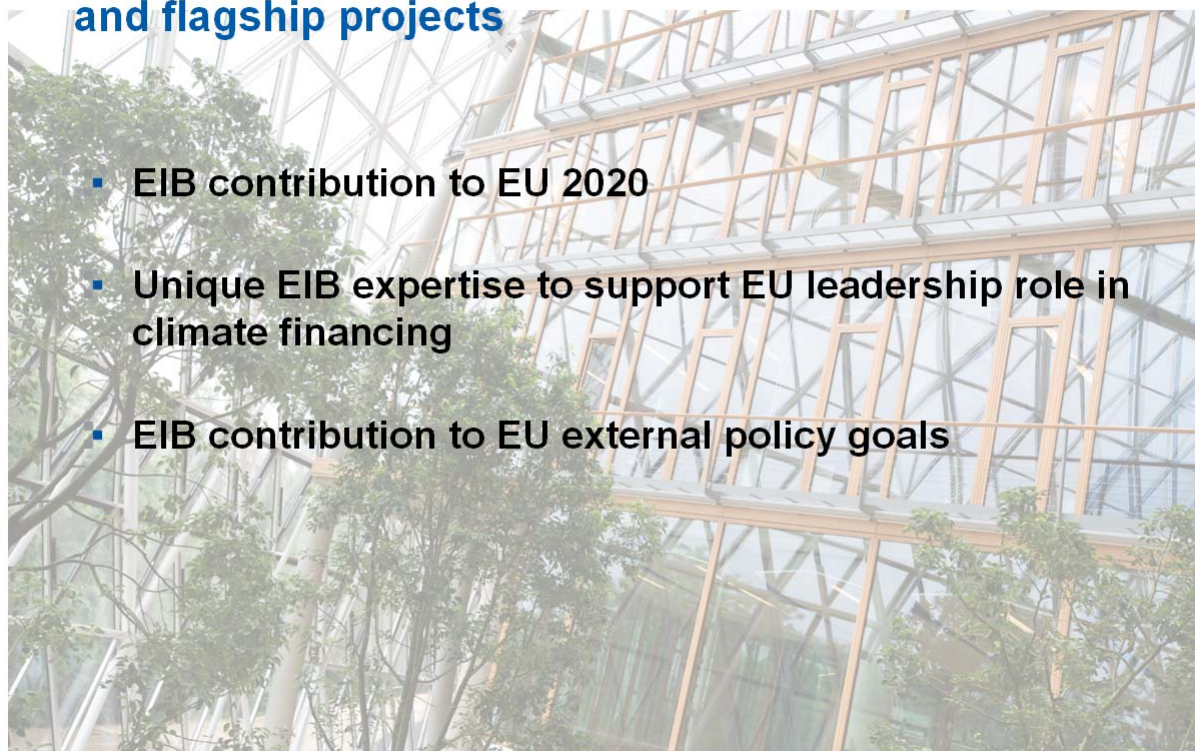 and flagship projects
▪ EIB contribution to EU 2020
▪ Unique EIB expertise to support EU leadership role in
climate financing
▪ EIB contribution to EU external policy goals